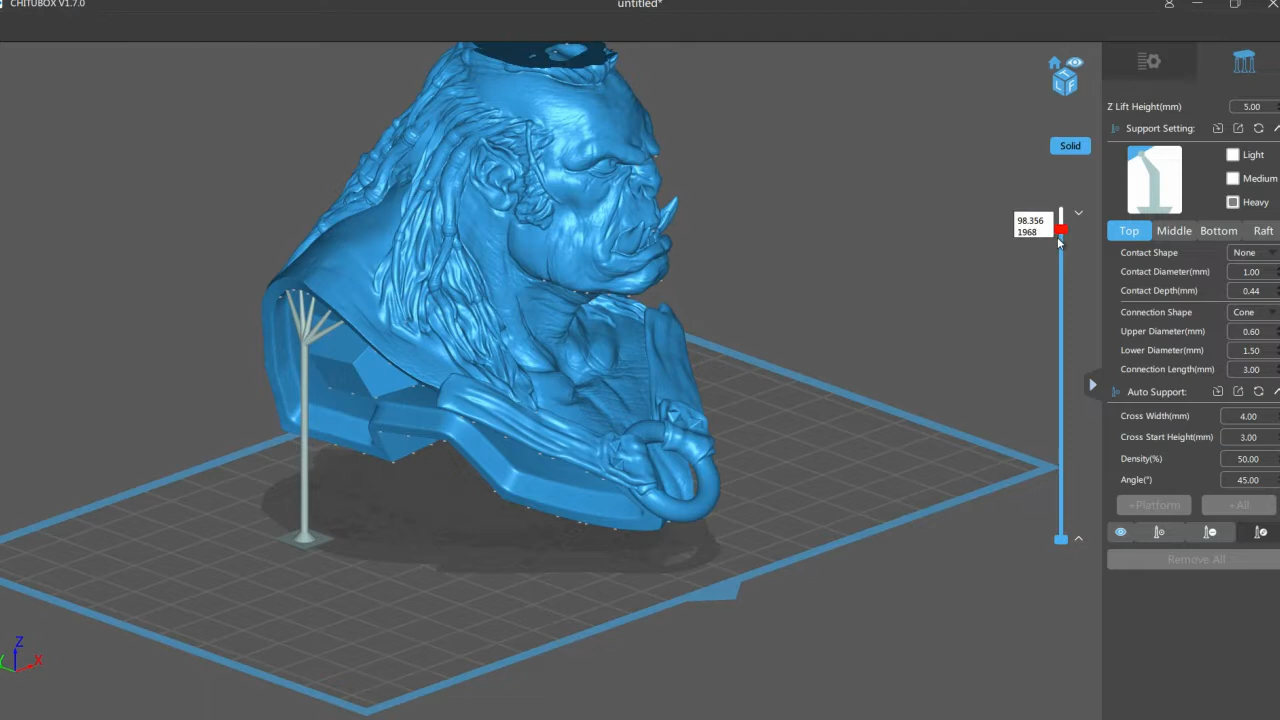 CHITUBOX V1.7.0
untitled*
Z Lift Height(mm) 5.00
Support Setting:
Light
Medium
Heavy
Top Middle Bottom Raft
Contact Shape None
Contact Diameter(mm) 1.00
Contact Depth(mm) 0.44
Connection Shape Cone
Upper Diameter(mm) 0.60
Lower Diameter(mm) 1.50
Connection Length(mm) 3.00
Auto Support:
Cross Width(mm) 4.00
Cross Start Height(mm) 3.00
Density(%) 50.00
Angle(°) 45.00
+Platform +All
Remove All
Solid
98.356
1968
T
L F
Z
Y X